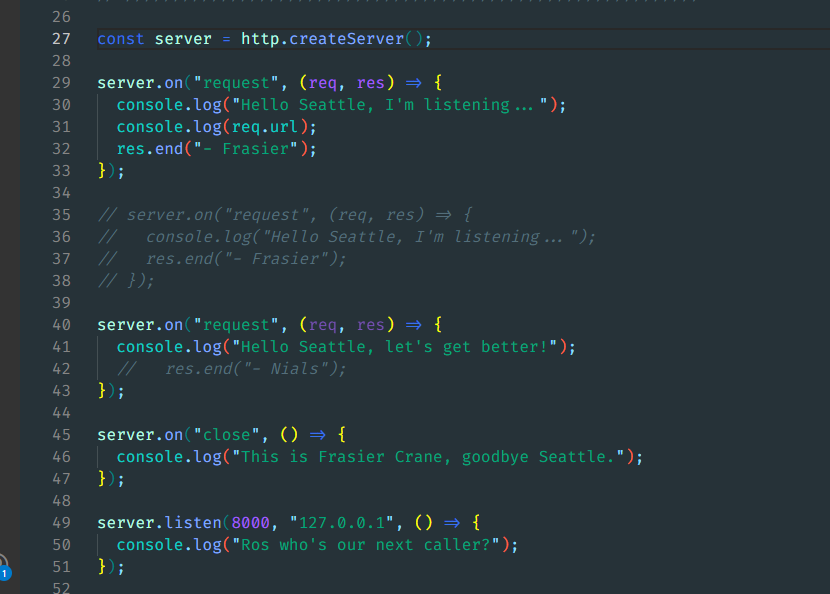 26
27 const server = http.createServer();
28
29 server.on("request", (req, res) => {
30   console.log("Hello Seattle, I'm listening...");
31   console.log(req.url);
32   res.end("- Frasier");
33 });
34
35 // server.on("request", (req, res) => {
36 //   console.log("Hello Seattle, I'm listening...");
37 //   res.end("- Frasier");
38 // });
39
40 server.on("request", (req, res) => {
41   console.log("Hello Seattle, let's get better!");
42   //   res.end("- Nials");
43 });
44
45 server.on("close", () => {
46   console.log("This is Frasier Crane, goodbye Seattle.");
47 });
48
49 server.listen(8000, "127.0.0.1", () => {
50   console.log("Ros who's our next caller?");
51 });
1
52